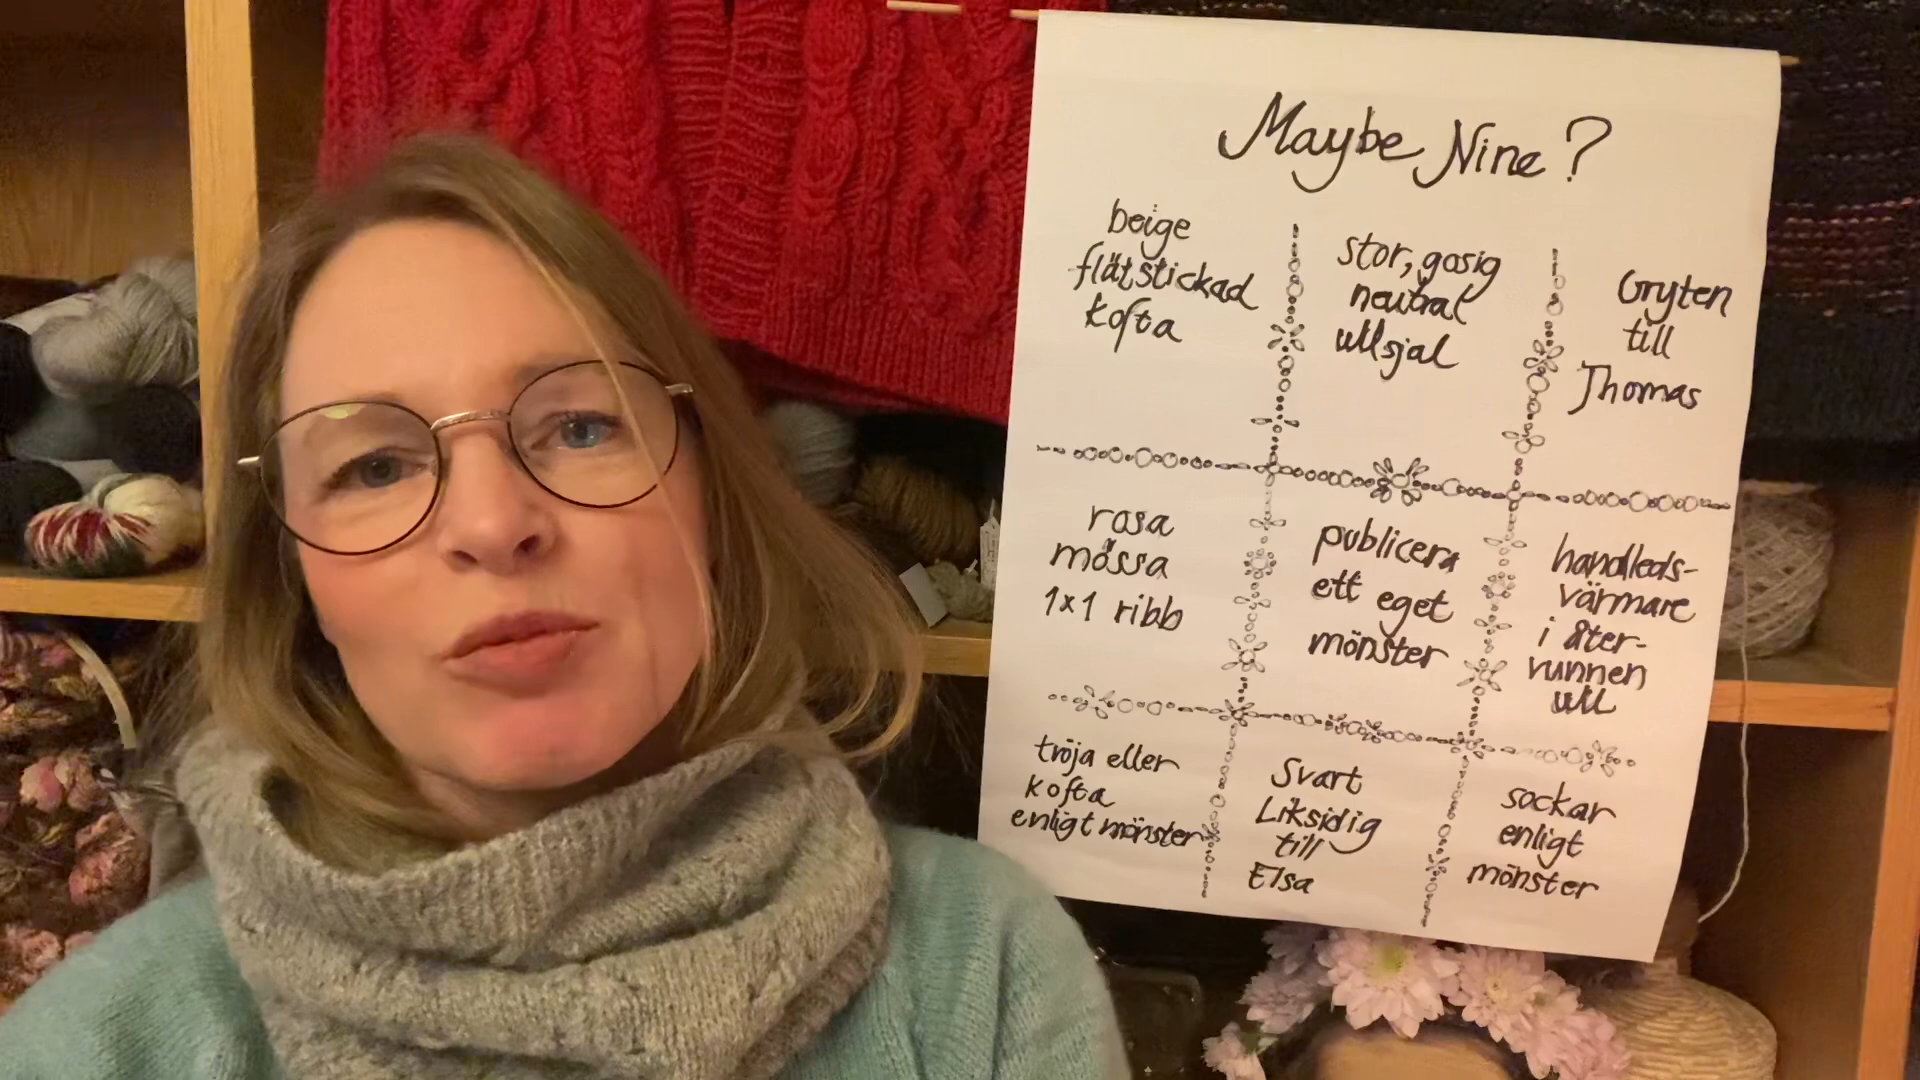 Maybe Nine?
beige
flätstickad
kofta
stor, gosig
neutral
ullsjal
Gryten
till
Thomas
rosa
mössa
1x1 ribb
publicera
ett eget
mönster
handleds-
värmare
i åter-
vunnen
ull
tröja eller
kofta
enligt mönster
Svart
Liksidig
till
Elsa
sockar
enligt
mönster